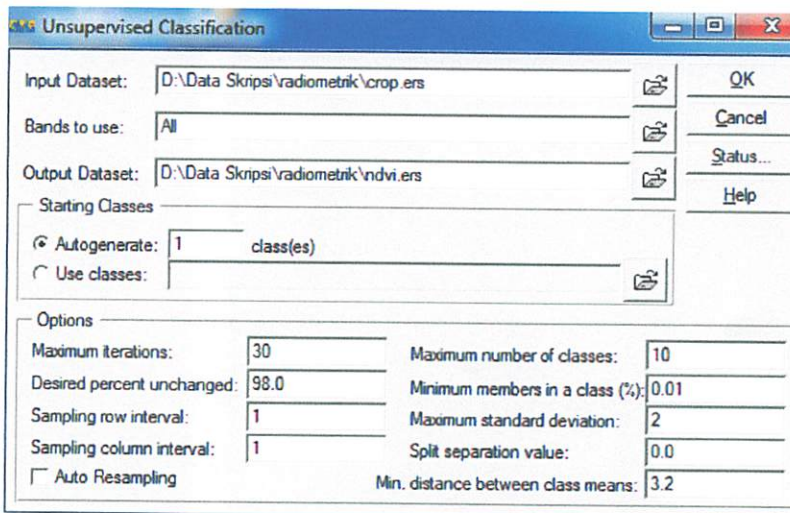 Unsupervised Classification
Input Dataset: D:\Data Skripsi\radiometrik\crop.ers
OK
Bands to use: All
Cancel
Output Dataset: D:\Data Skripsi\radiometrik\ndvi.ers
Status...
Help
Starting Classes
Autogenerate: 1 class(es)
Use classes:
Options
Maximum iterations: 30
Maximum number of classes: 10
Desired percent unchanged: 98.0
Minimum members in a class (%): 0.01
Sampling row interval: 1
Maximum standard deviation: 2
Sampling column interval: 1
Split separation value: 0.0
Auto Resampling
Min. distance between class means: 3.2